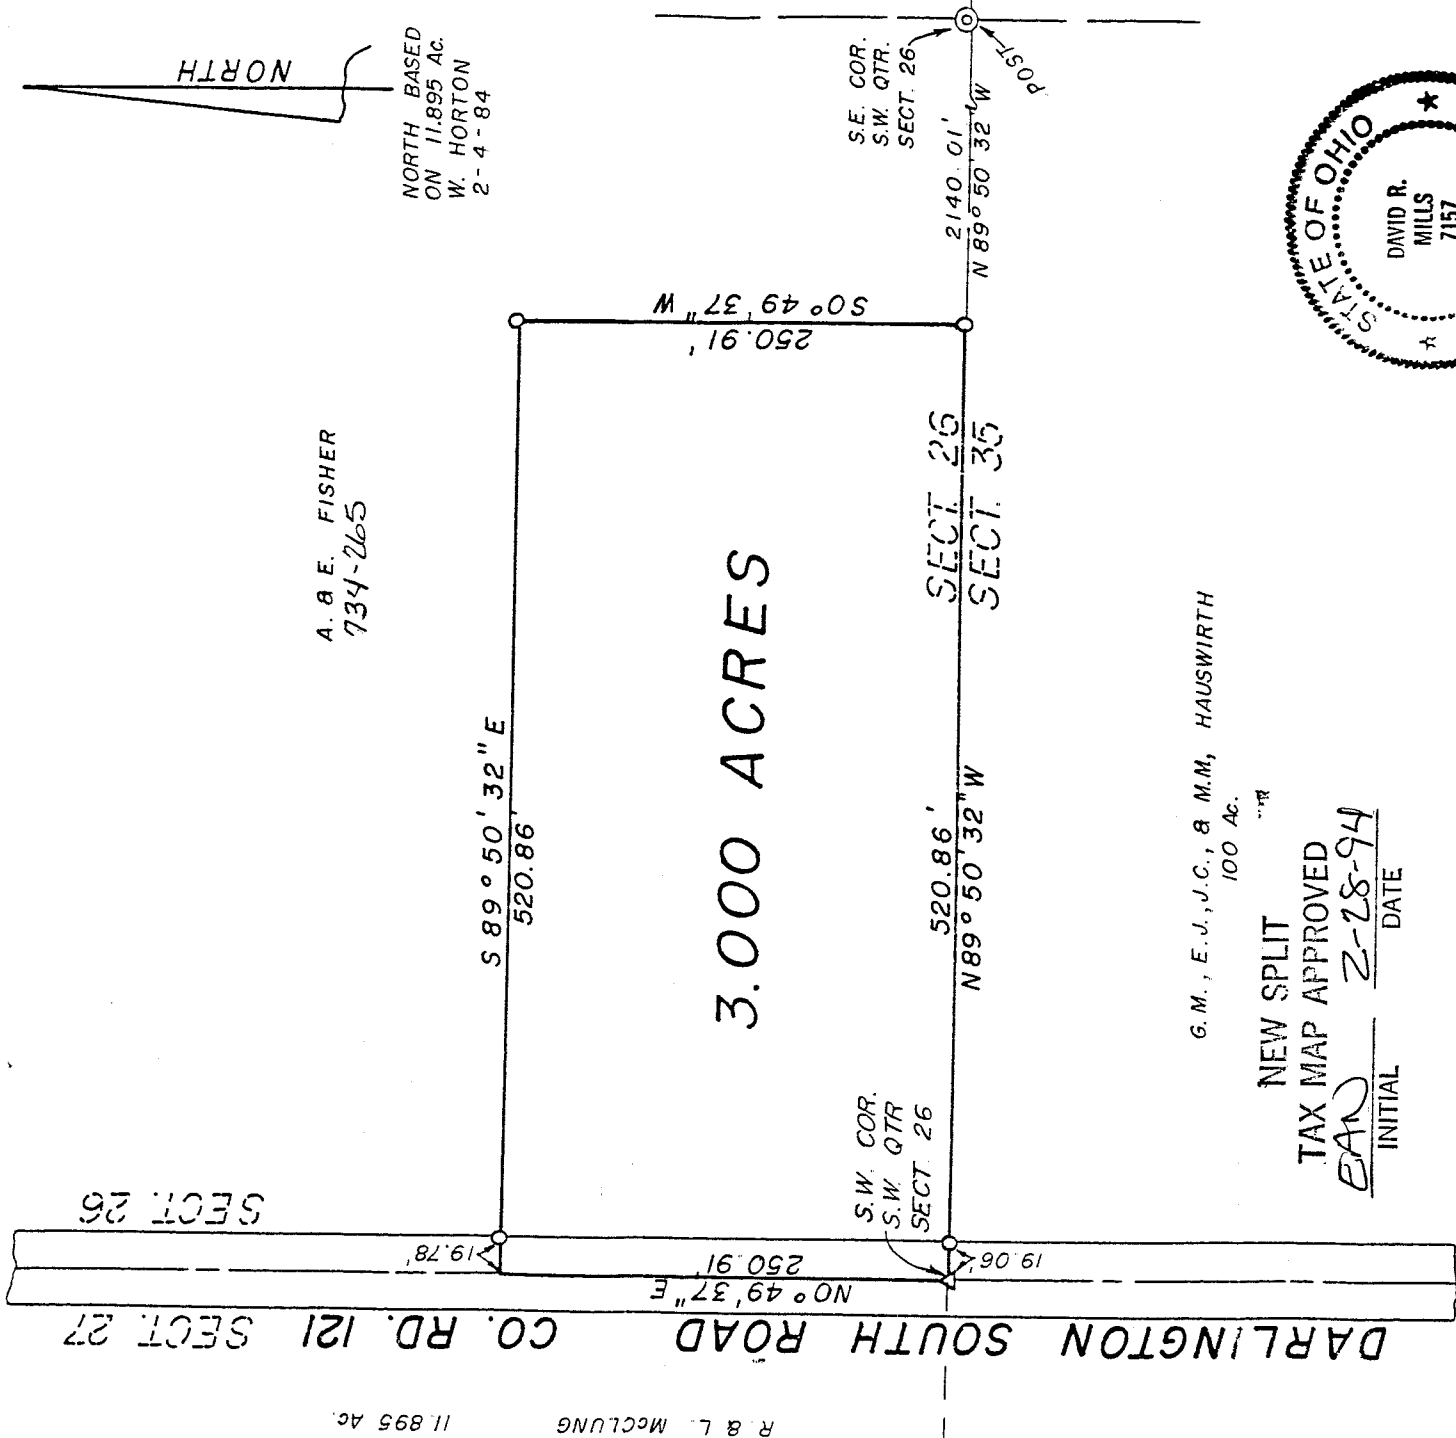 NORTH
NORTH BASED
ON 11.895 Ac.
W. HORTON
2-4-84
S.E. COR.
S.W. QTR.
SECT. 26
POST
2140.01'
N 89° 50' 32" W
STATE OF OHIO
DAVID R.
MILLS
7157
A. & E. FISHER
734-265
S 89° 50' 32" E
520.86'
S0° 49' 37" W
250.91'
3.000 ACRES
SECT. 26
SECT. 35
520.86'
N89° 50' 32" W
S.W. COR.
S.W. QTR
SECT. 26
SECT. 26
19.78'
250.91'
N0° 49' 37" E
19.06'
DARLINGTON SOUTH ROAD CO. RD. 121 SECT. 27
R. & L. McCLUNG 11.895 Ac.
G.M., E.J., J.C., & M.M, HAUSWIRTH
100 Ac.
NEW SPLIT
TAX MAP APPROVED
EAN 2-28-94
INITIAL DATE